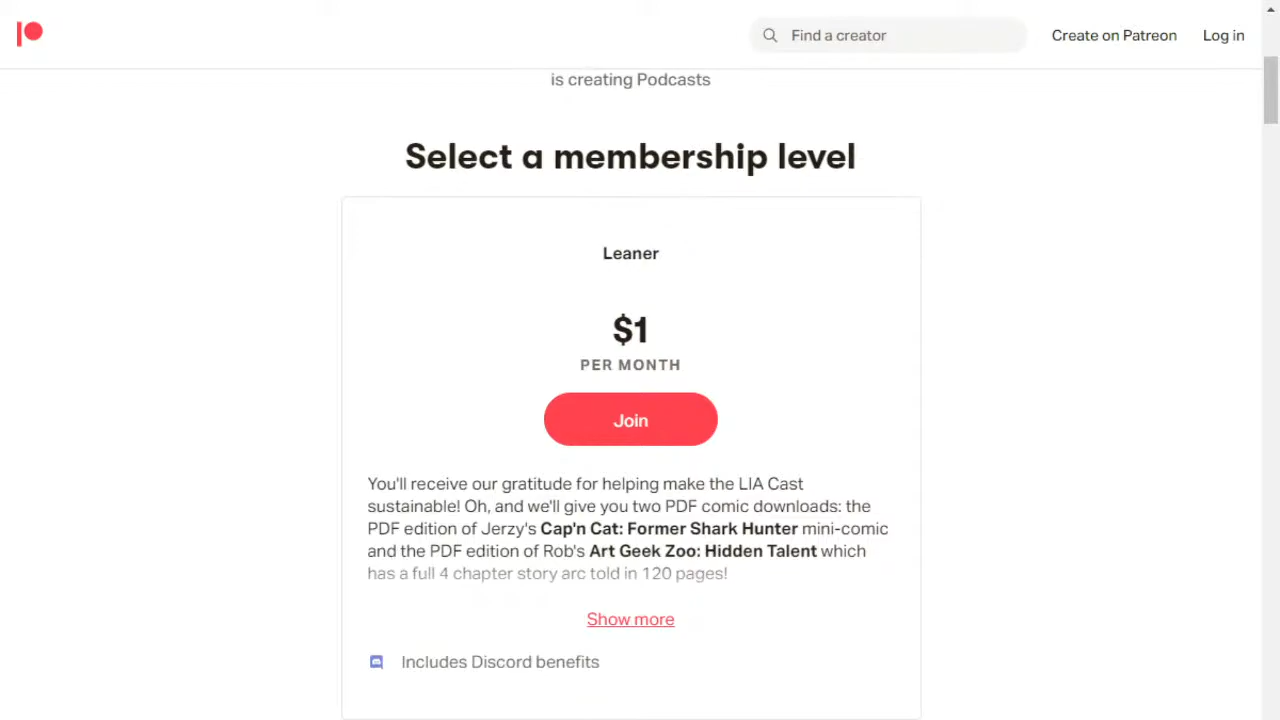 Find a creator
Create on Patreon
Log in
is creating Podcasts
Select a membership level
Leaner
$1
PER MONTH
Join
You'll receive our gratitude for helping make the LIA Cast
sustainable! Oh, and we'll give you two PDF comic downloads: the
PDF edition of Jerzy's Cap'n Cat: Former Shark Hunter mini-comic
and the PDF edition of Rob's Art Geek Zoo: Hidden Talent which
has a full 4 chapter story arc told in 120 pages!
Show more
Includes Discord benefits